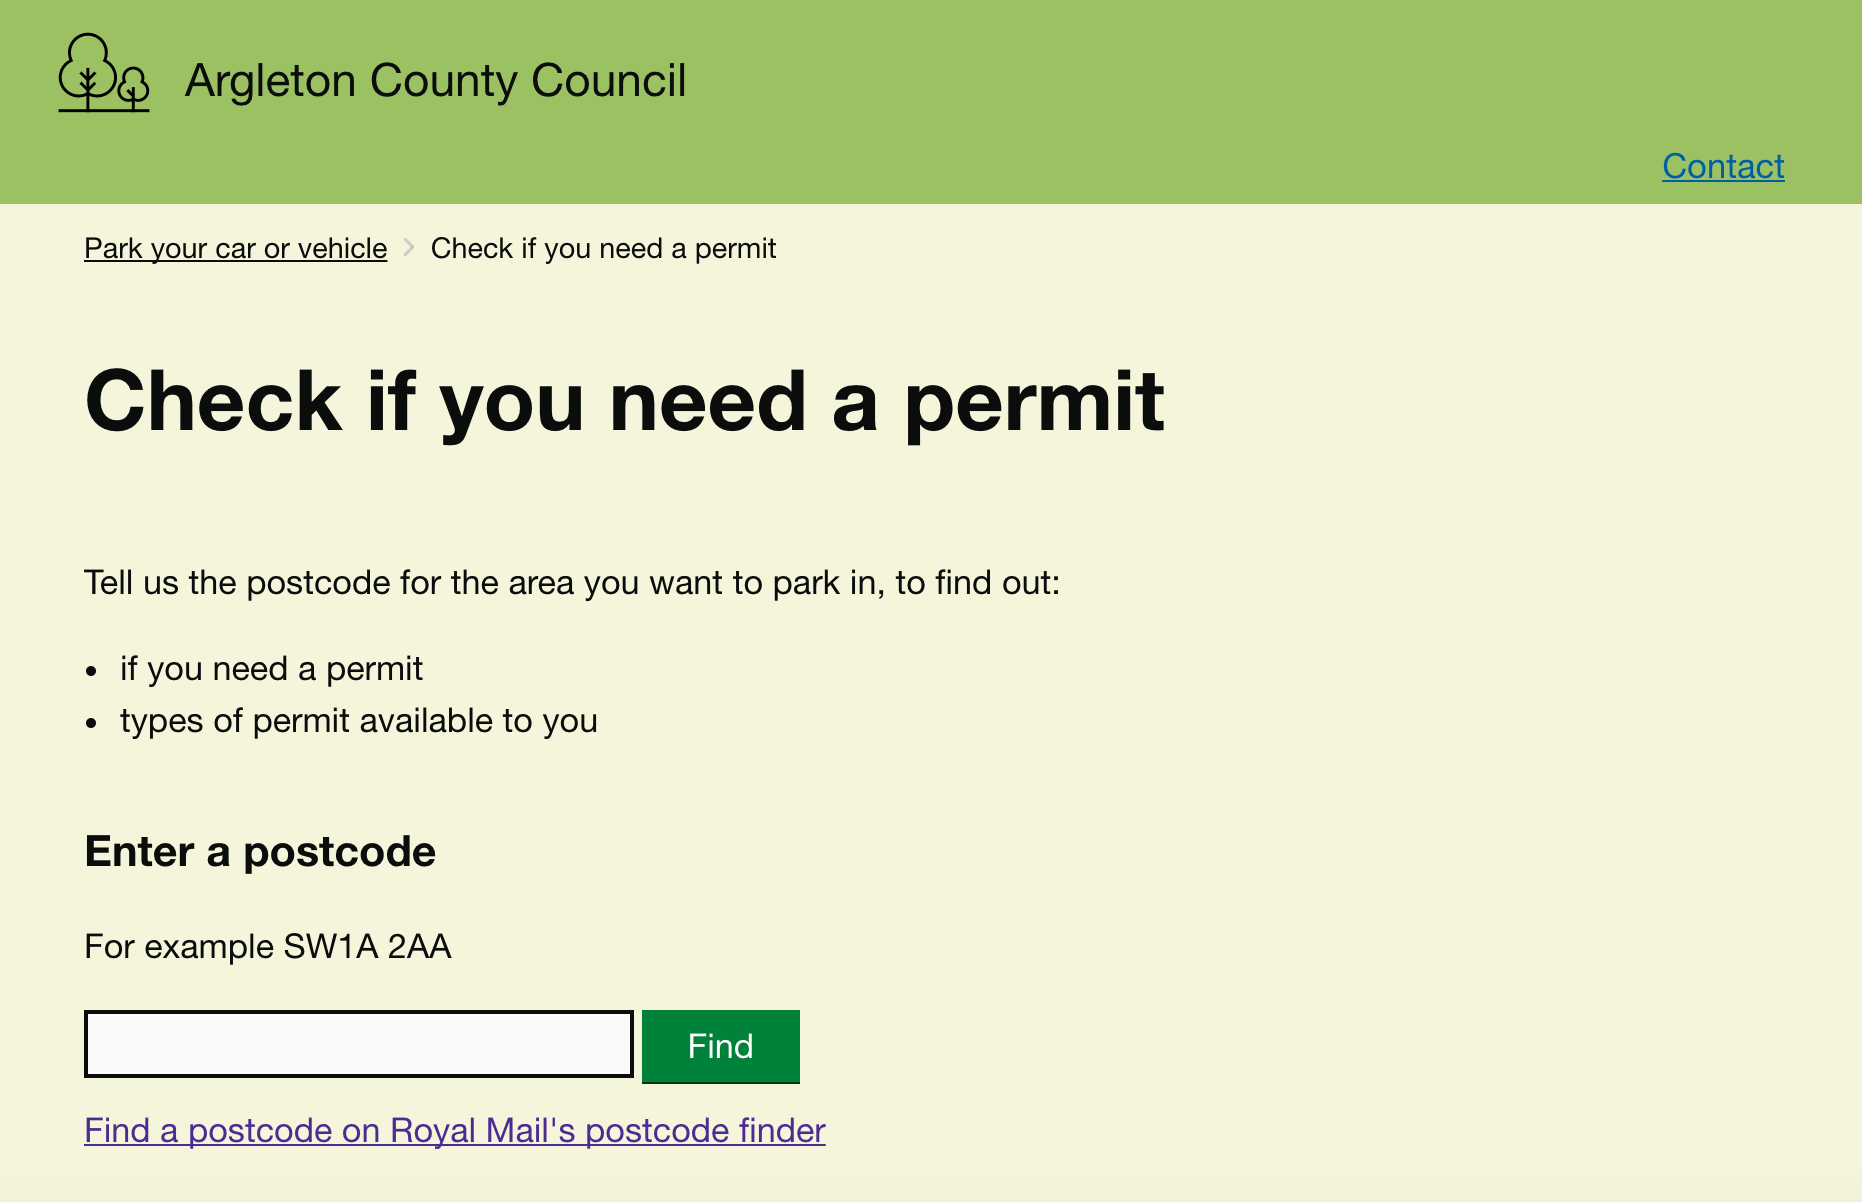 Argleton County Council
Contact
Park your car or vehicle > Check if you need a permit
Check if you need a permit
Tell us the postcode for the area you want to park in, to find out:
• if you need a permit
• types of permit available to you
Enter a postcode
For example SW1A 2AA
Find
Find a postcode on Royal Mail's postcode finder